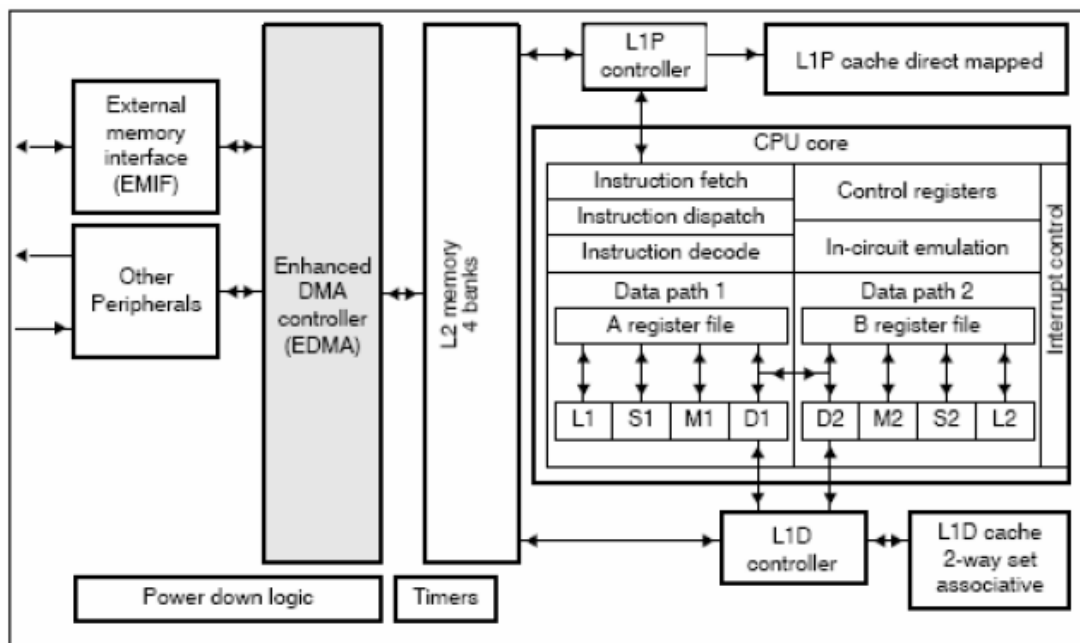 External
memory
interface
(EMIF)
Other
Peripherals
Enhanced
DMA
controller
(EDMA)
L2 memory
4 banks
Power down logic
Timers
L1P
controller
L1P cache direct mapped
CPU core
Instruction fetch
Instruction dispatch
Instruction decode
Control registers
In-circuit emulation
Interrupt control
Data path 1
A register file
L1 S1 M1 D1
Data path 2
B register file
D2 M2 S2 L2
L1D
controller
L1D cache
2-way set
associative